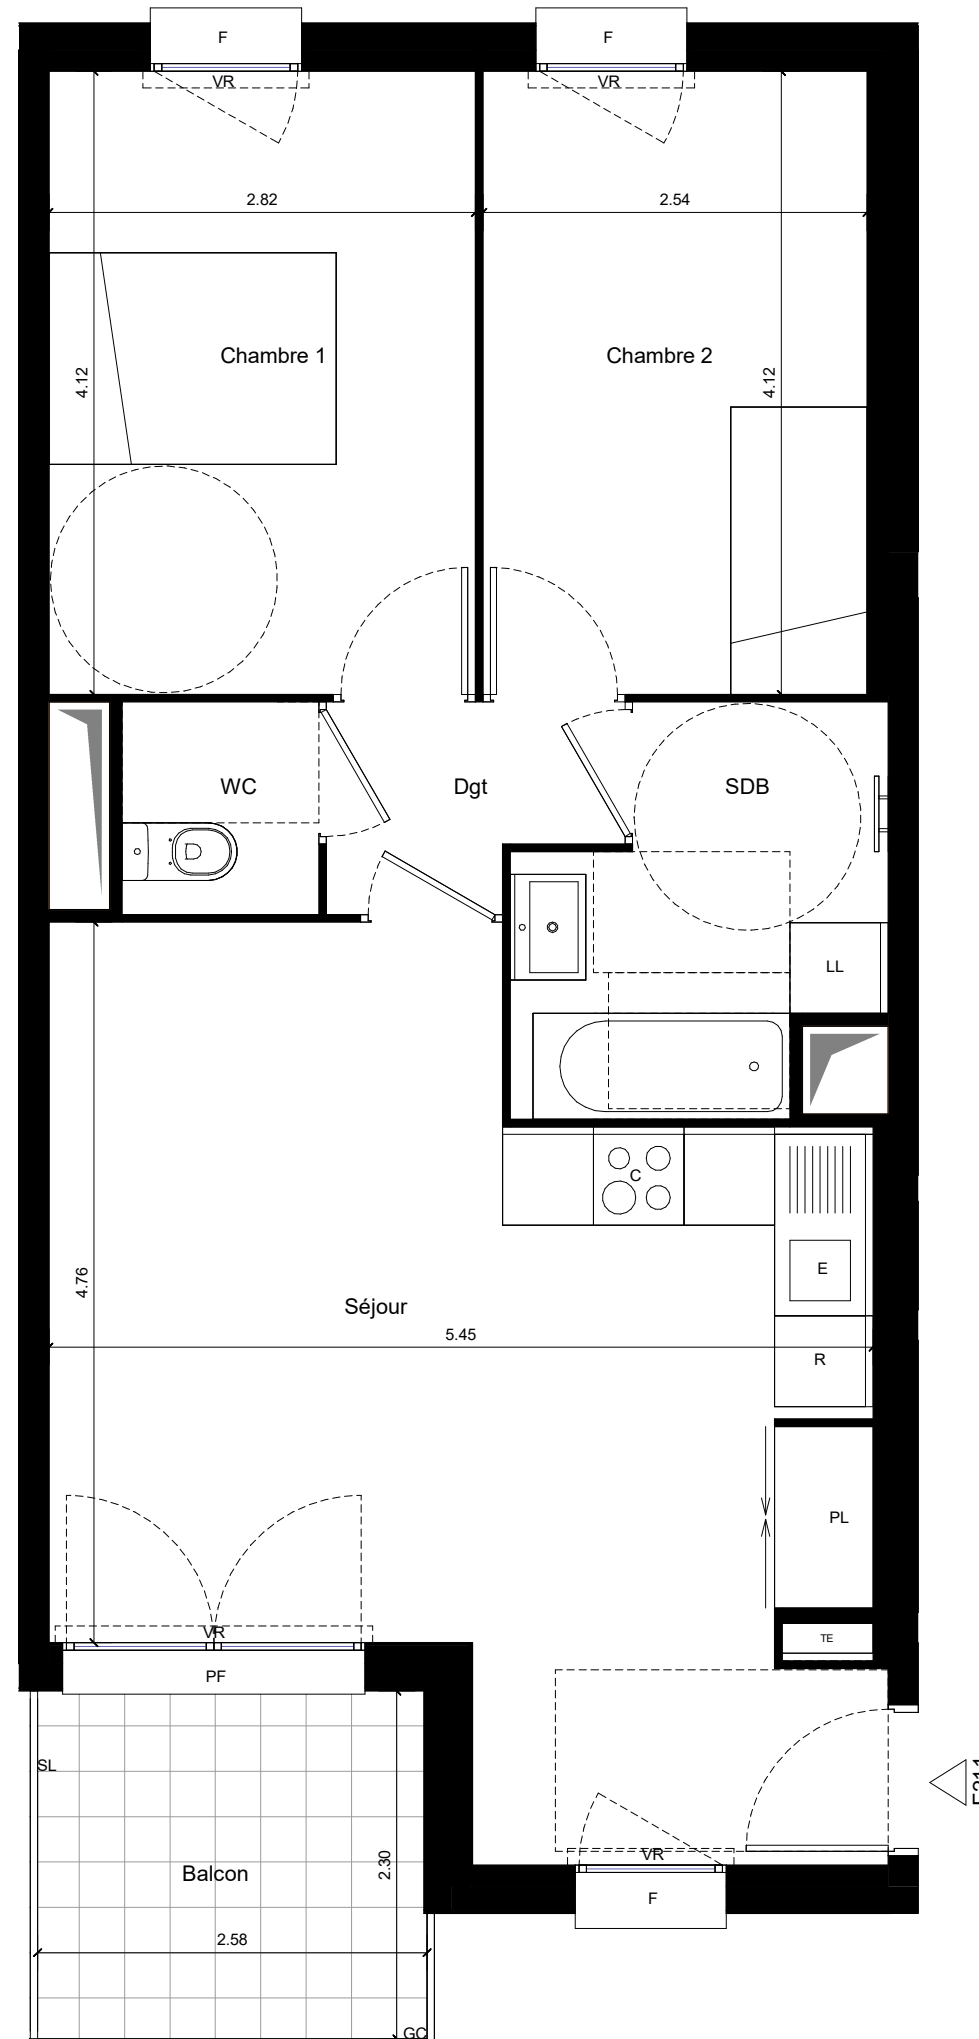 F
F
VR
VR
2.82
2.54
Chambre 1
Chambre 2
4.12
4.12
WC
Dgt
SDB
LL
C
E
4.76
Séjour
5.45
R
PL
VR
TE
PF
SL
VR
Balcon
2.30
F
2.58
GC